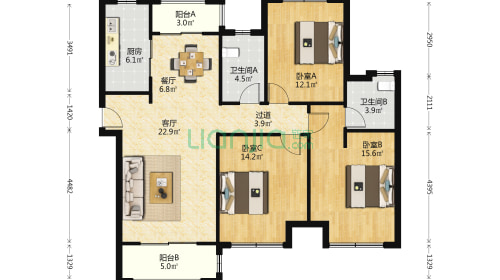 阳台A
3.0㎡
厨房
6.1㎡
餐厅
6.8㎡
卫生间A
4.5㎡
卧室A
12.1㎡
卫生间B
3.9㎡
客厅
22.9㎡
过道
3.9㎡
卧室C
14.2㎡
卧室B
15.6㎡
阳台B
5.0㎡
3491
1420
4482
1329
2950
2111
4395
1329
Lianjia.链家
.com